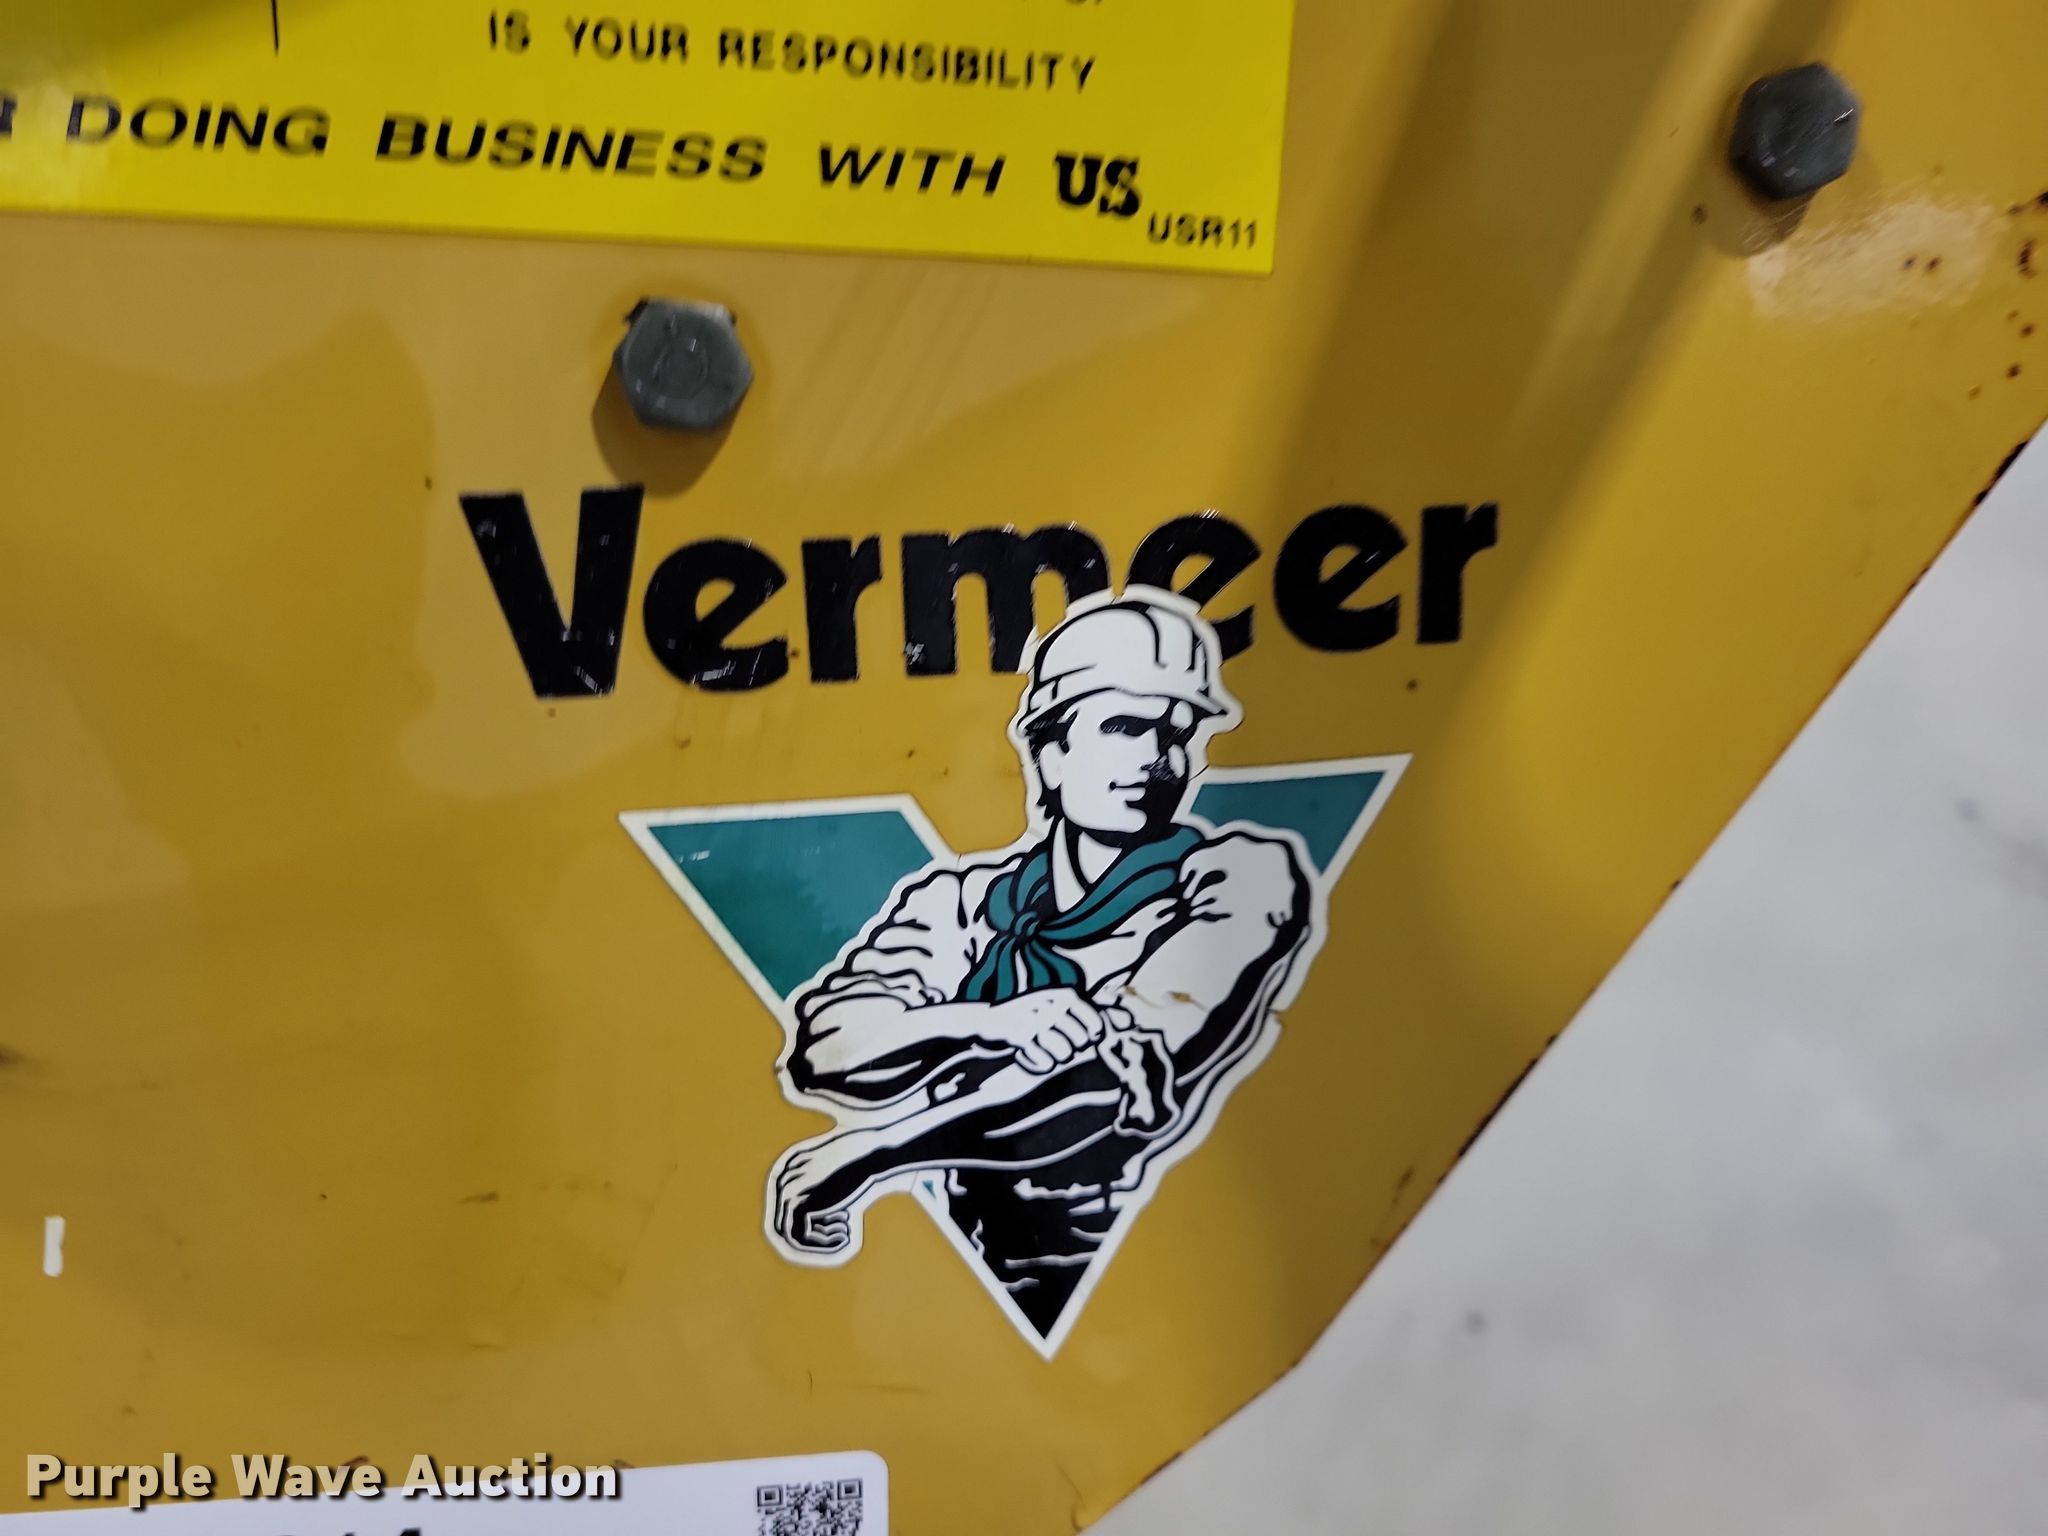 IS YOUR RESPONSIBILITY
DOING BUSINESS WITH US
USR11
Vermeer
Purple Wave Auction